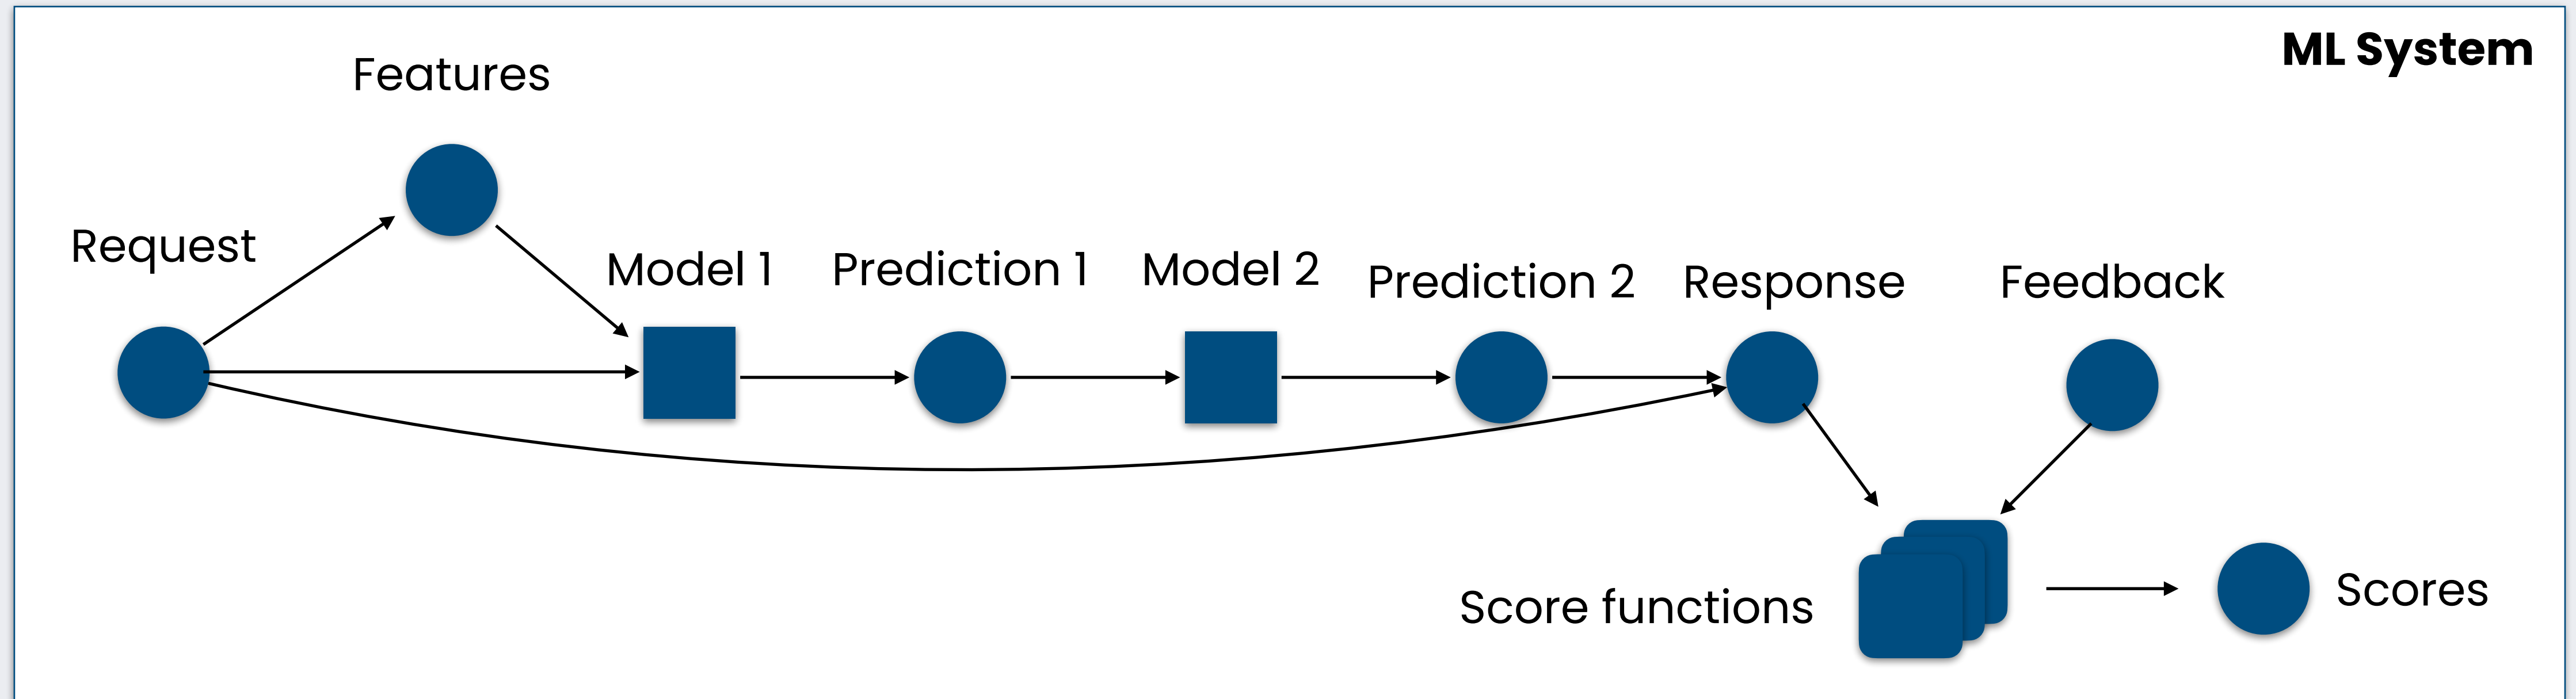 ML System
Features
Request
Model 1
Prediction 1
Model 2
Prediction 2
Response
Feedback
Score functions
Scores